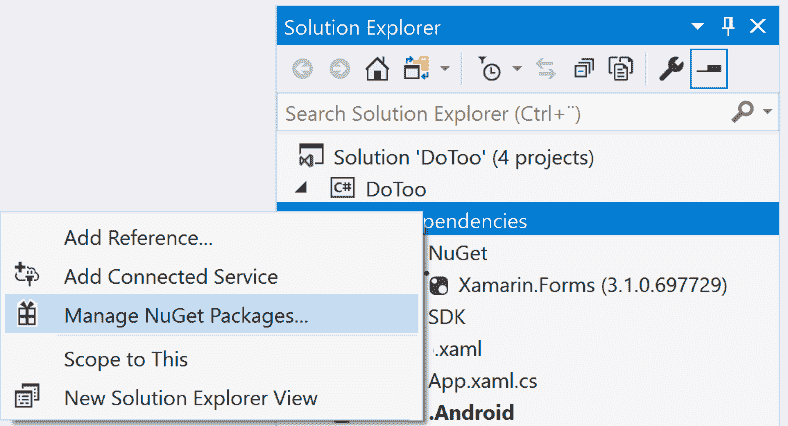 Solution Explorer
Search Solution Explorer (Ctrl+¨)
Solution 'DoToo' (4 projects)
C# DoToo
pendencies
Add Reference...
NuGet
Add Connected Service
Xamarin.Forms (3.1.0.697729)
Manage NuGet Packages...
SDK
.xaml
Scope to This
App.xaml.cs
New Solution Explorer View
.Android